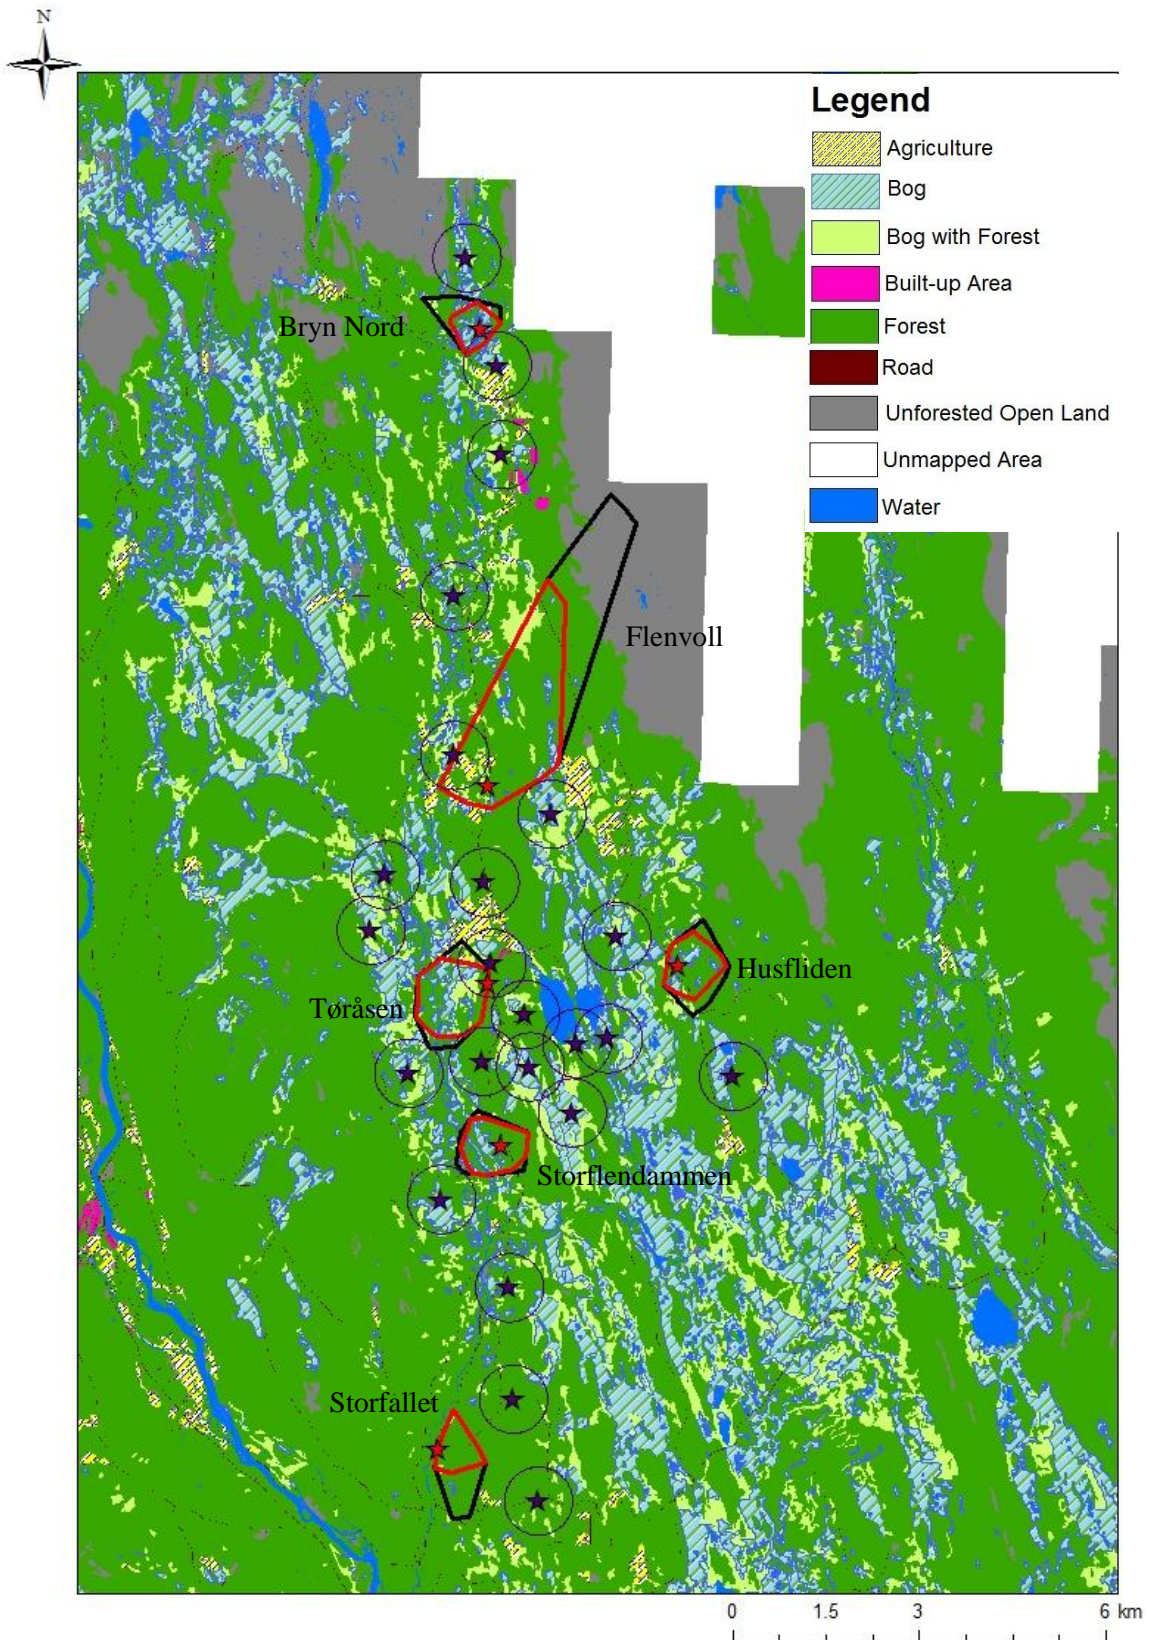 N
Legend
Agriculture
Bog
Bog with Forest
Built-up Area
Forest
Road
Unforested Open Land
Unmapped Area
Water
Bryn Nord
Flenvoll
Husfliden
Tøråsen
Storflendammen
Storfallet
0 1.5 3 6 km